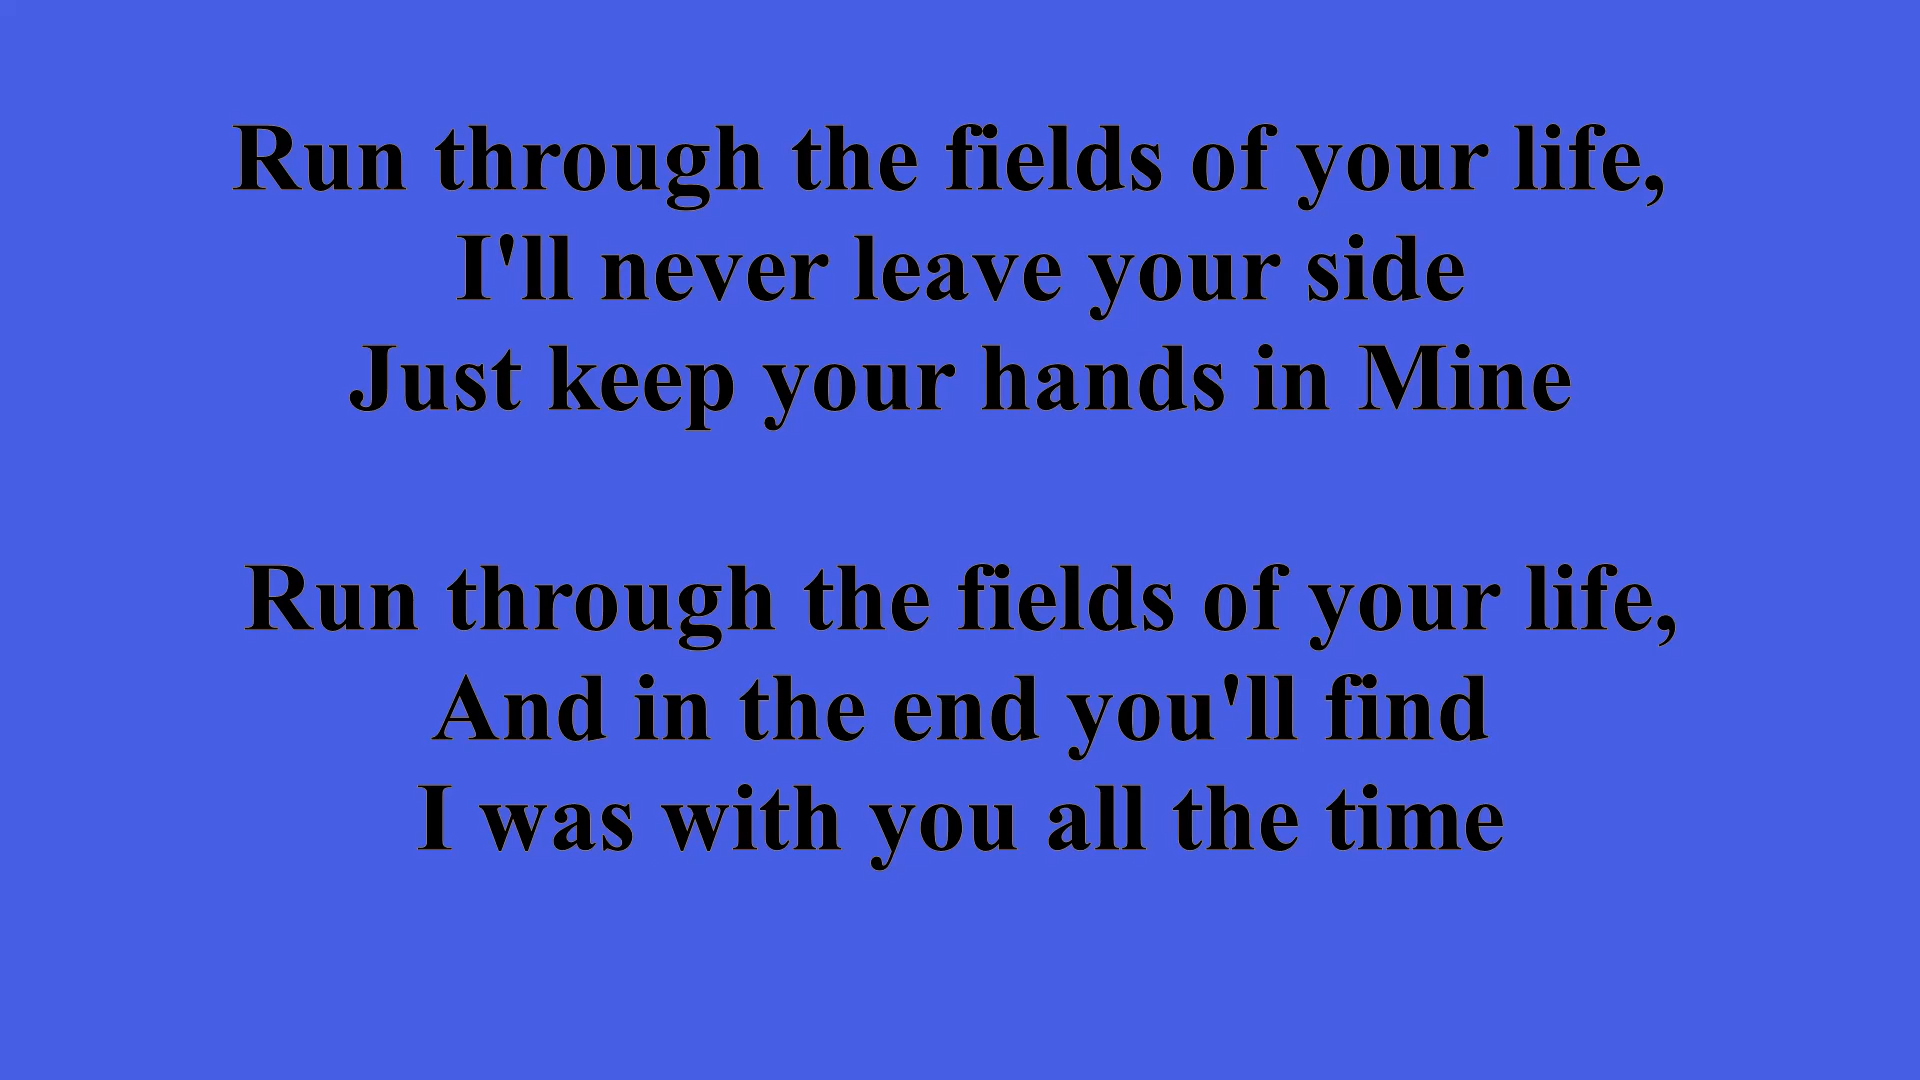 Run through the fields of your life,
I'll never leave your side
Just keep your hands in Mine
Run through the fields of your life,
And in the end you'll find
I was with you all the time